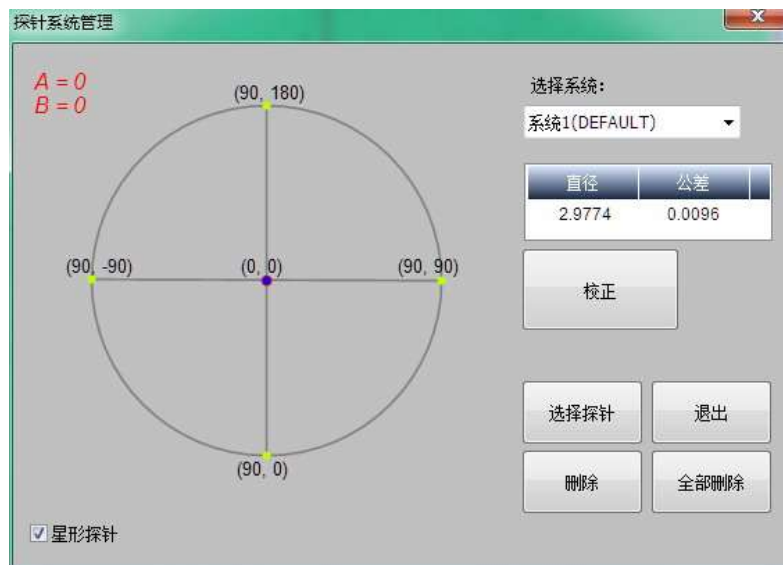 探针系统管理
x
A = 0
B = 0
(90, 180)
(90, -90)
(0, 0)
(90, 90)
(90, 0)
星形探针
选择系统:
系统1(DEFAULT)
直径 公差
2.9774 0.0096
校正
选择探针 退出
删除 全部删除